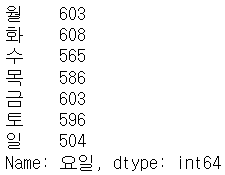 월    603
화    608
수    565
목    586
금    603
토    596
일    504
Name: 요일, dtype: int64